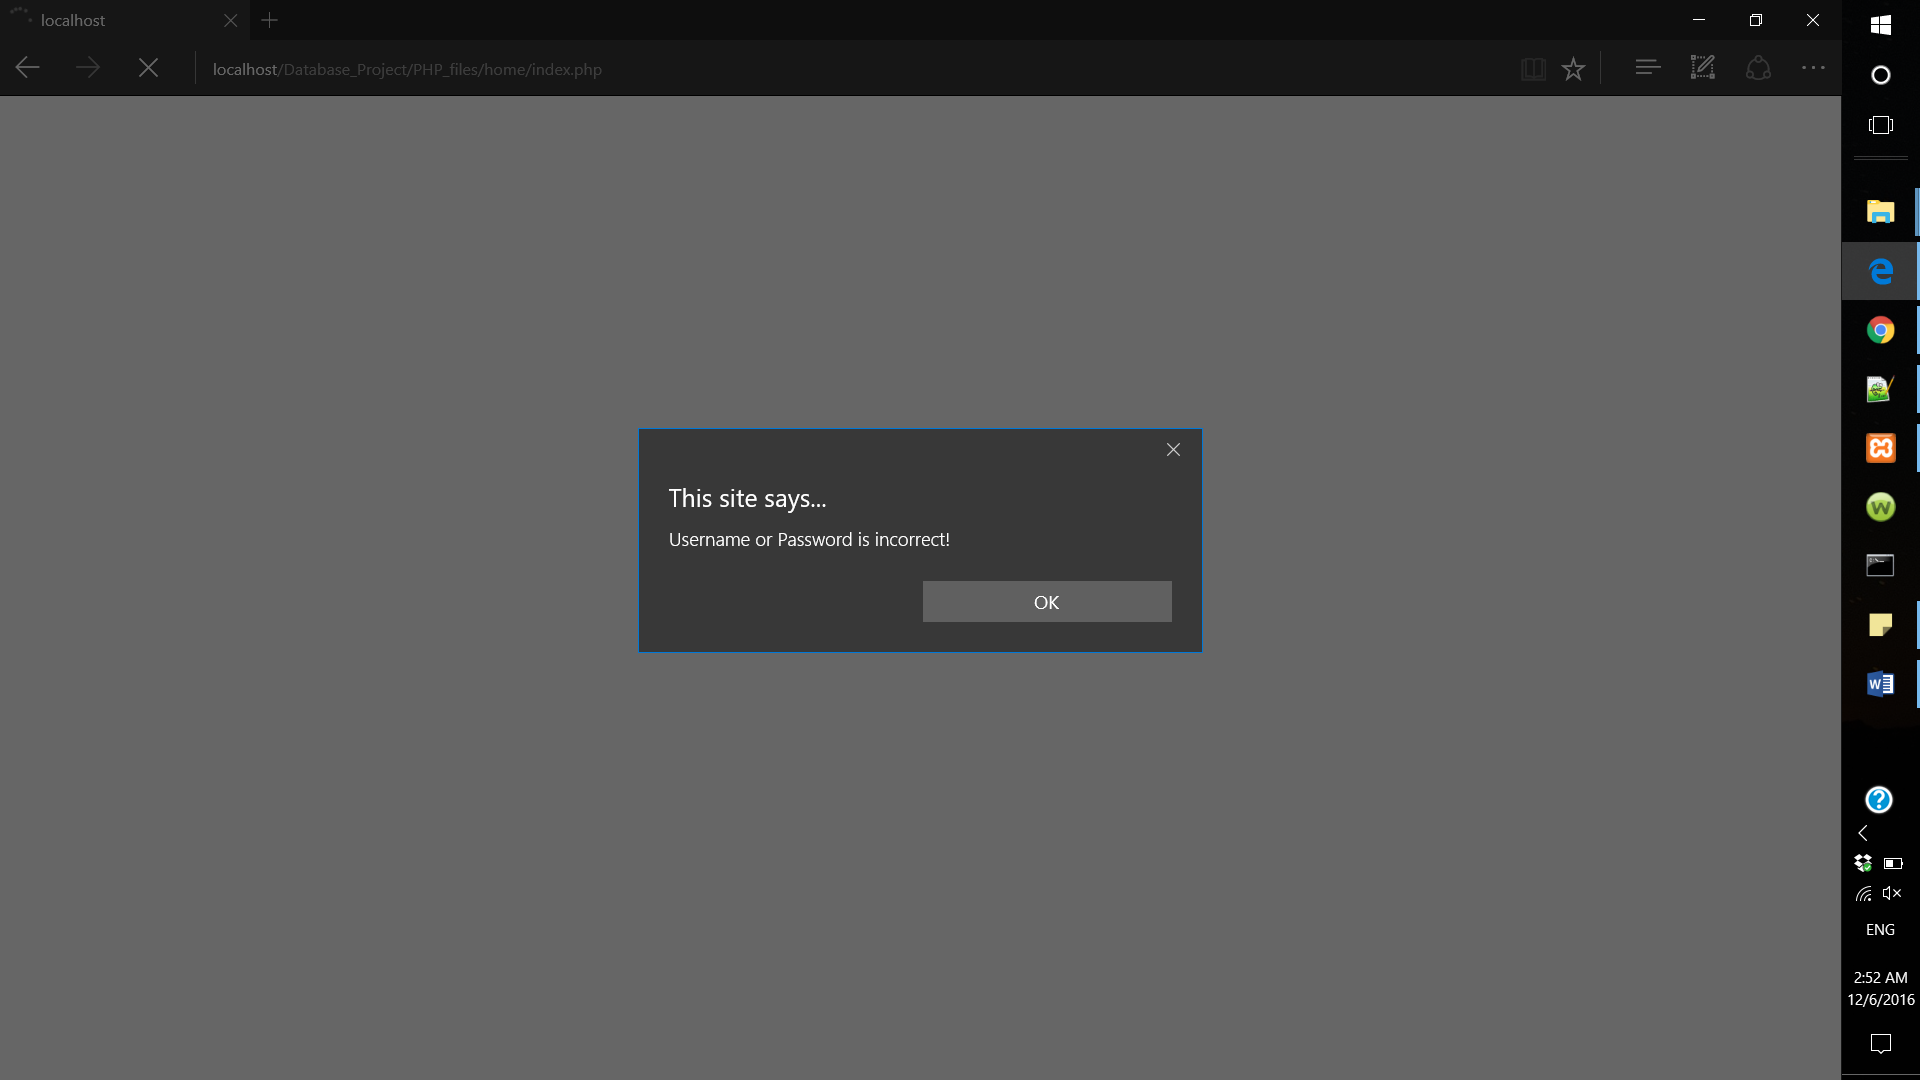 localhost
localhost/Database_Project/PHP_files/home/index.php
This site says...
Username or Password is incorrect!
OK
ENG
2:52 AM
12/6/2016